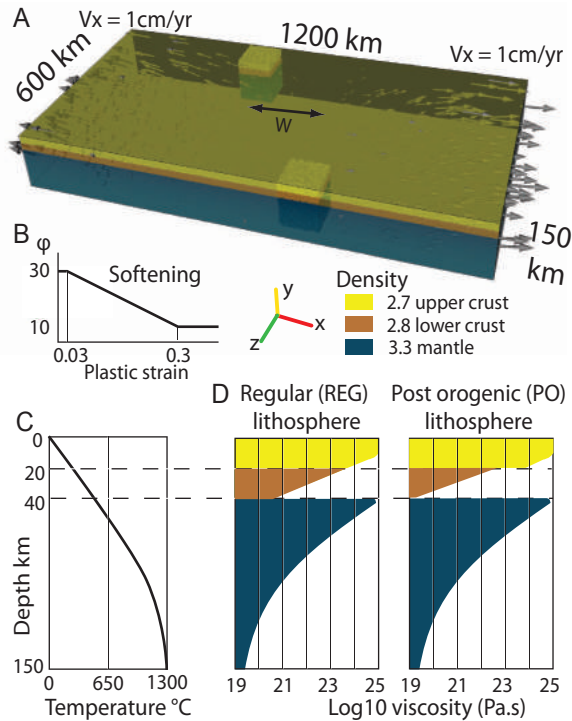 A
Vx = 1cm/yr
1200 km
Vx = 1cm/yr
600 km
W
150
km
B
φ
30
10
Softening
0.03
0.3
Plastic strain
y
x
z
Density
2.7 upper crust
2.8 lower crust
3.3 mantle
C
0
20
40
150
Depth km
0
650
1300
Temperature °C
D
Regular (REG)
lithosphere
Post orogenic (PO)
lithosphere
19
21
23
25
19
21
23
25
Log10 viscosity (Pa.s)